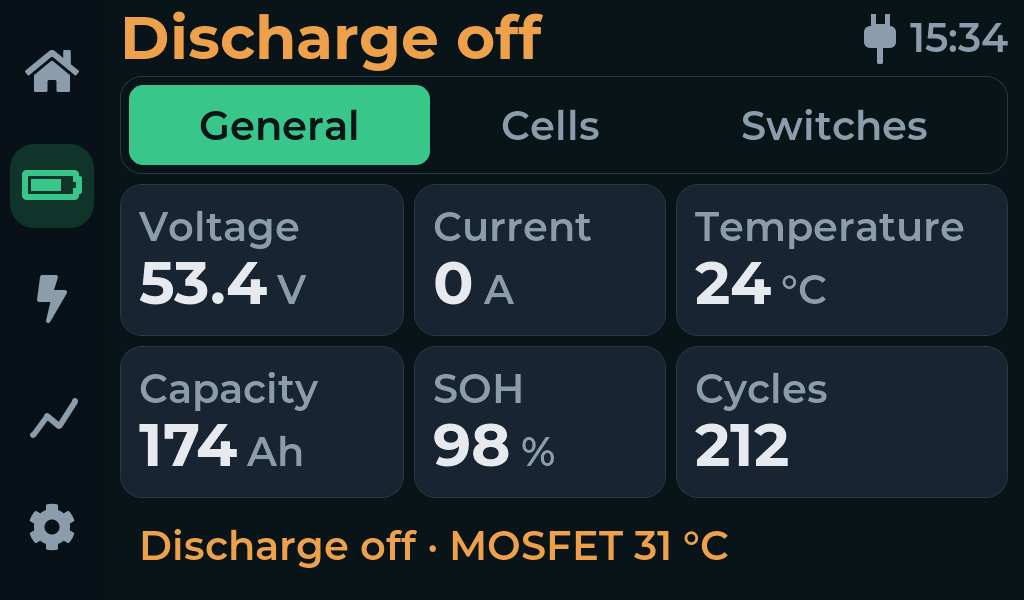 Discharge off
15:34
General Cells Switches
Voltage Current Temperature
53.4 V 0 A 24 °C
Capacity SOH Cycles
174 Ah 98 % 212
Discharge off · MOSFET 31 °C